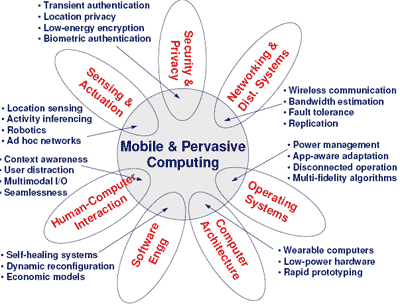 • Transient authentication
• Location privacy
• Low-energy encryption
• Biometric authentication
Security &
Privacy
Networking &
Dist. Systems
• Wireless communication
• Bandwidth estimation
• Fault tolerance
• Replication
Sensing &
Actuation
• Location sensing
• Activity inferencing
• Robotics
• Ad hoc networks
Mobile & Pervasive
Computing
• Power management
• App-aware adaptation
• Disconnected operation
• Multi-fidelity algorithms
Operating
Systems
• Context awareness
• User distraction
• Multimodal I/O
• Seamlessness
Human-Computer
Interaction
• Self-healing systems
• Dynamic reconfiguration
• Economic models
Software
Engg
Computer
Architecture
• Wearable computers
• Low-power hardware
• Rapid prototyping